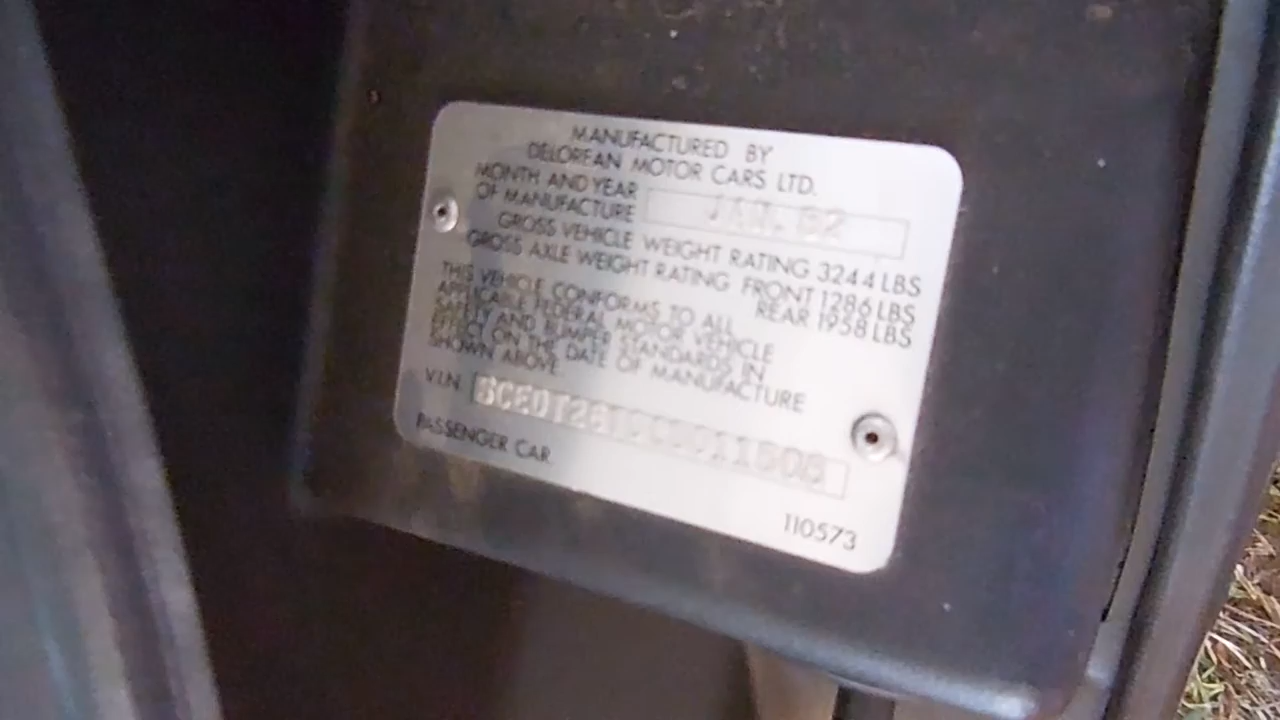 MANUFACTURED BY
DELOREAN MOTOR CARS LTD.
MONTH AND YEAR
OF MANUFACTURE JAN. 82
GROSS VEHICLE WEIGHT RATING 3244 LBS
GROSS AXLE WEIGHT RATING FRONT 1286 LBS
REAR 1958 LBS
THIS VEHICLE CONFORMS TO ALL
APPLICABLE FEDERAL MOTOR VEHICLE
SAFETY AND BUMPER STANDARDS IN
EFFECT ON THE DATE OF MANUFACTURE
SHOWN ABOVE.
V.I.N.
PASSENGER CAR
110573